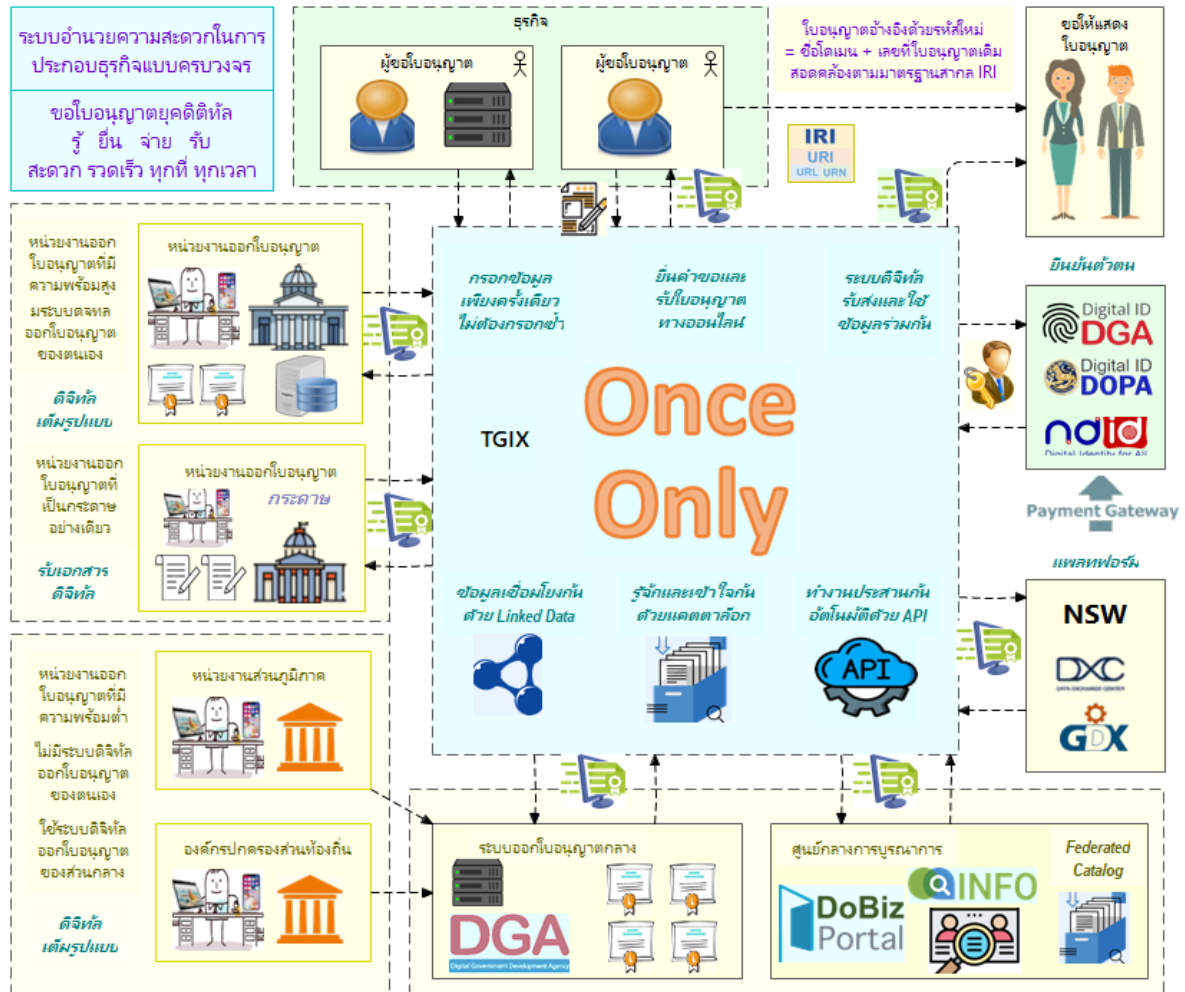 ระบบอำนวยความสะดวกในการ
ประกอบธุรกิจแบบครบวงจร
ขอใบอนุญาตยุคดิติทัล
รู้ ยื่น จ่าย รับ
สะดวก รวดเร็ว ทุกที่ ทุกเวลา
ธุรกิจ
ผู้ขอใบอนุญาต
ผู้ขอใบอนุญาต
ใบอนุญาตอ้างอิงด้วยรหัสใหม่
= ชื่อโดเมน + เลขที่ใบอนุญาตเดิม
สอดคล้องตามมาตรฐานสากล IRI
IRI
URI
URL URN
ขอให้แสดง
ใบอนุญาต
หน่วยงานออก
ใบอนุญาตที่มี
ความพร้อมสูง
มระบบดจทล
ออกใบอนุญาต
ของตนเอง
ดิจิทัล
เต็มรูปแบบ
หน่วยงานออกใบอนุญาต
หน่วยงานออก
ใบอนุญาตที่
เป็นกระดาษ
อย่างเดียว
รับเอกสาร
ดิจิทัล
หน่วยงานออกใบอนุญาต
กระดาษ
กรอกข้อมูล
เพียงครั้งเดียว
ไม่ต้องกรอกซ้ำ
ยื่นคำขอและ
รับใบอนุญาต
ทางออนไลน์
ระบบดิจิทัล
รับส่งและใช้
ข้อมูลร่วมกัน
TGIX
Once
Only
ข้อมูลเชื่อมโยงกัน
ด้วย Linked Data
รู้จักและเข้าใจกัน
ด้วยแคตตาล็อก
ทำงานประสานกัน
อัตโนมัติด้วย API
API
ยืนยันตัวตน
Digital ID
DGA
Digital ID
DOPA
ndid
Digital Identity for All
Payment Gateway
แพลทฟอร์ม
NSW
DXC
DATA EXCHANGE CENTER
GDX
หน่วยงานออก
ใบอนุญาตที่มี
ความพร้อมต่ำ
ไม่มีระบบดิจิทัล
ออกใบอนุญาต
ของตนเอง
ใช้ระบบดิจิทัล
ออกใบอนุญาต
ของส่วนกลาง
ดิจิทัล
เต็มรูปแบบ
หน่วยงานส่วนภูมิภาค
องค์กรปกครองส่วนท้องถิ่น
ระบบออกใบอนุญาตกลาง
DGA
Digital Government Development Agency
ศูนย์กลางการบูรณาการ
DoBiz
Portal
INFO
Federated
Catalog